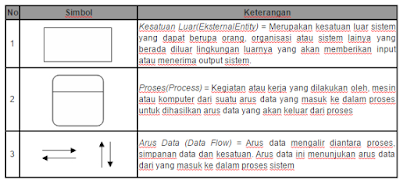 No
Simbol
Keterangan
1
Kesatuan Luar(EksternalEntity) = Merupakan kesatuan luar sistem
yang dapat berupa orang, organisasi atau sistem lainya yang
berada diluar lingkungan luarnya yang akan memberikan input
atau menerima output sistem.
2
Proses(Process) = Kegiatan atau kerja yang dilakukan oleh, mesin
atau komputer dari suatu arus data yang masuk ke dalam proses
untuk dihasilkan arus data yang akan keluar dari proses
3
Arus Data (Data Flow) = Arus data mengalir diantara proses,
simpanan data dan kesatuan. Arus data ini menunjukan arus data
dari yang masuk ke dalam proses sistem